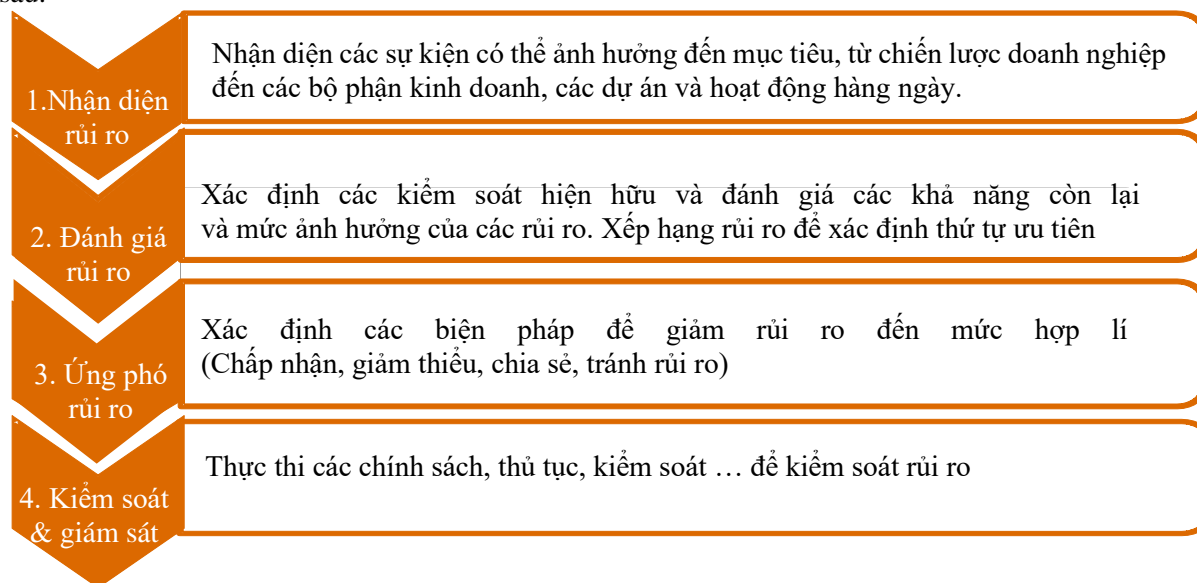 sau:
1.Nhận diện
rủi ro
Nhận diện các sự kiện có thể ảnh hưởng đến mục tiêu, từ chiến lược doanh nghiệp
đến các bộ phận kinh doanh, các dự án và hoạt động hàng ngày.
2. Đánh giá
rủi ro
Xác định các kiểm soát hiện hữu và đánh giá các khả năng còn lại
và mức ảnh hưởng của các rủi ro. Xếp hạng rủi ro để xác định thứ tự ưu tiên
3. Ứng phó
rủi ro
Xác định các biện pháp để giảm rủi ro đến mức hợp lí
(Chấp nhận, giảm thiểu, chia sẻ, tránh rủi ro)
4. Kiểm soát
& giám sát
Thực thi các chính sách, thủ tục, kiểm soát … để kiểm soát rủi ro